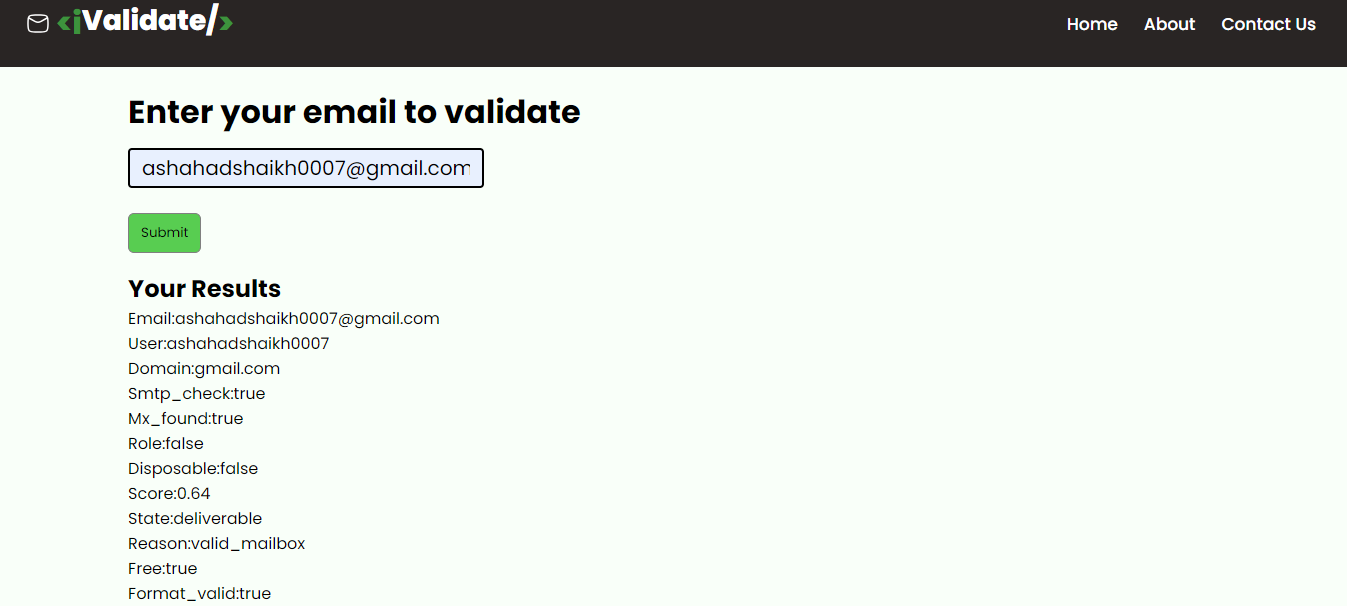 <iValidate/>
Home About Contact Us
Enter your email to validate
ashahadshaikh0007@gmail.com
Submit
Your Results
Email:ashahadshaikh0007@gmail.com
User:ashahadshaikh0007
Domain:gmail.com
Smtp_check:true
Mx_found:true
Role:false
Disposable:false
Score:0.64
State:deliverable
Reason:valid_mailbox
Free:true
Format_valid:true